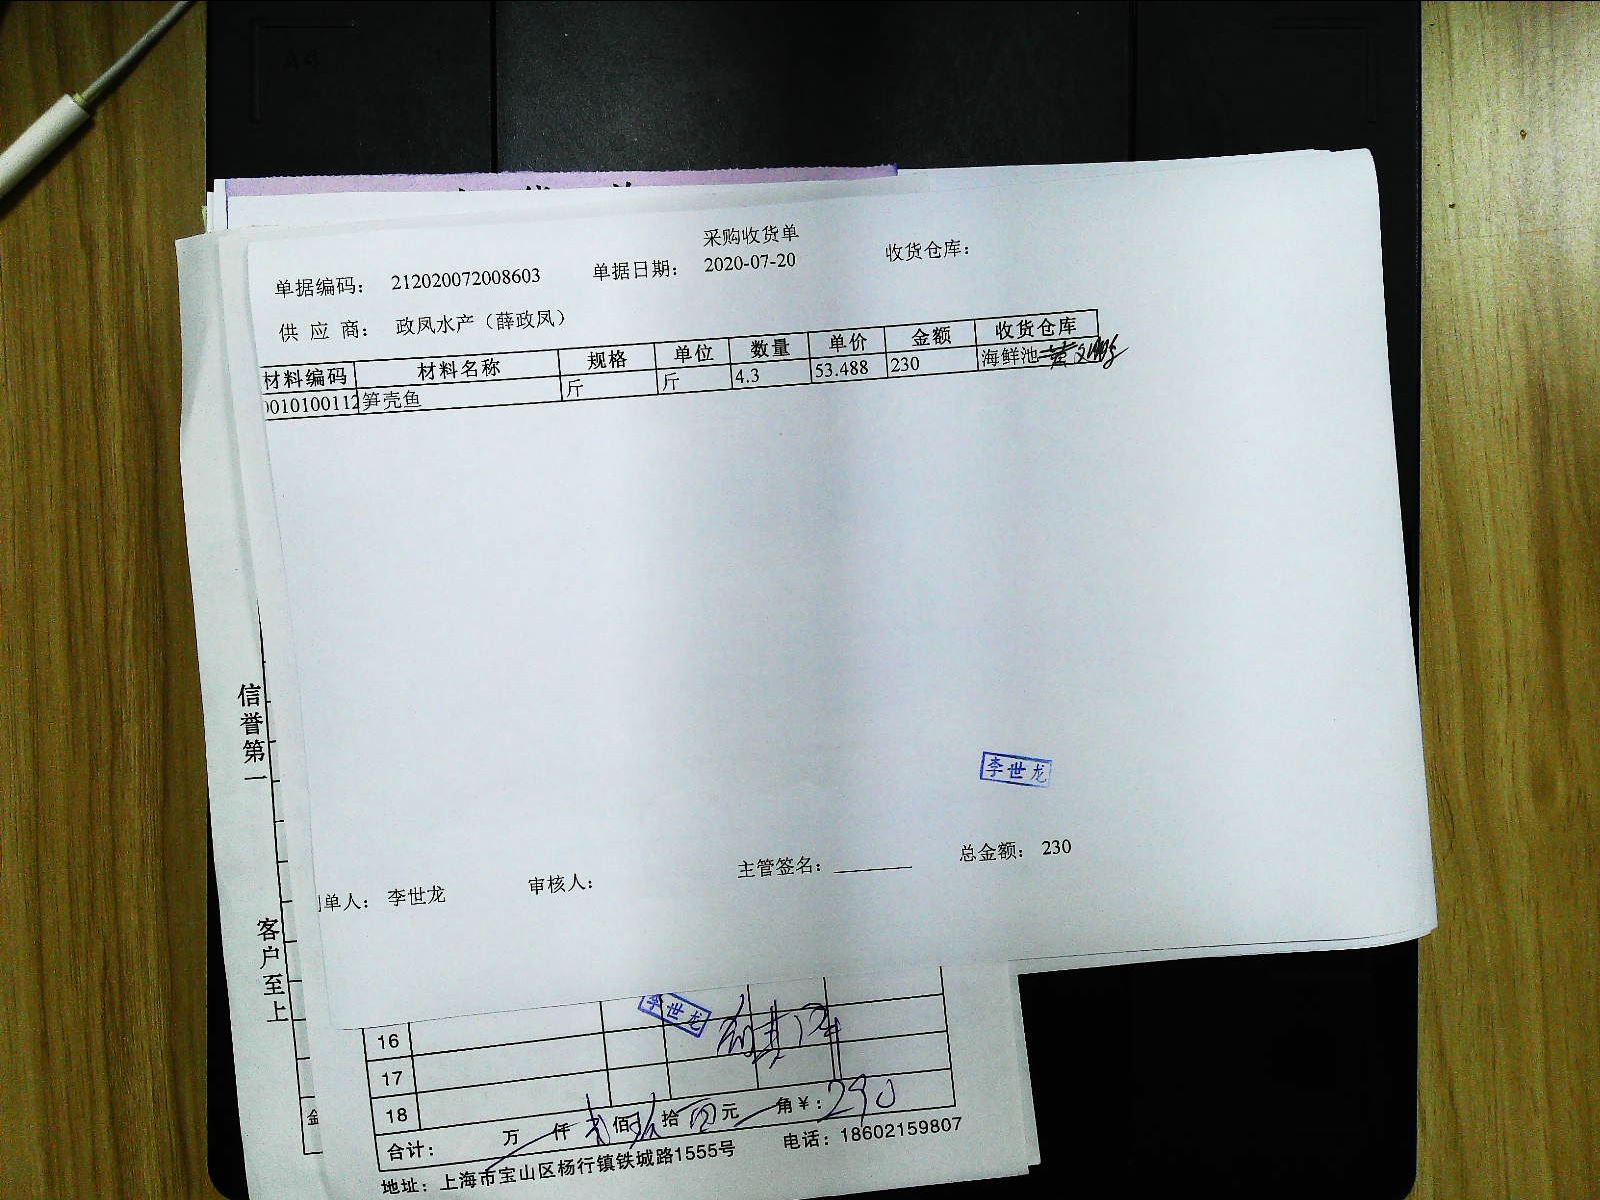 采购收货单
单据编码： 212020072008603 单据日期： 2020-07-20 收货仓库：
供 应 商： 政凤水产（薛政凤）
材料编码 材料名称 规格 单位 数量 单价 金额 收货仓库
0010100112 笋壳鱼 斤 斤 4.3 53.488 230 海鲜池
李世龙
单人： 李世龙 审核人： 主管签名： 总金额： 230
信誉第一
客户至上
李世龙
16
17
18
合计： 万 仟 佰 拾 元 角 ¥：
地址：上海市宝山区杨行镇铁城路1555号 电话：18602159807